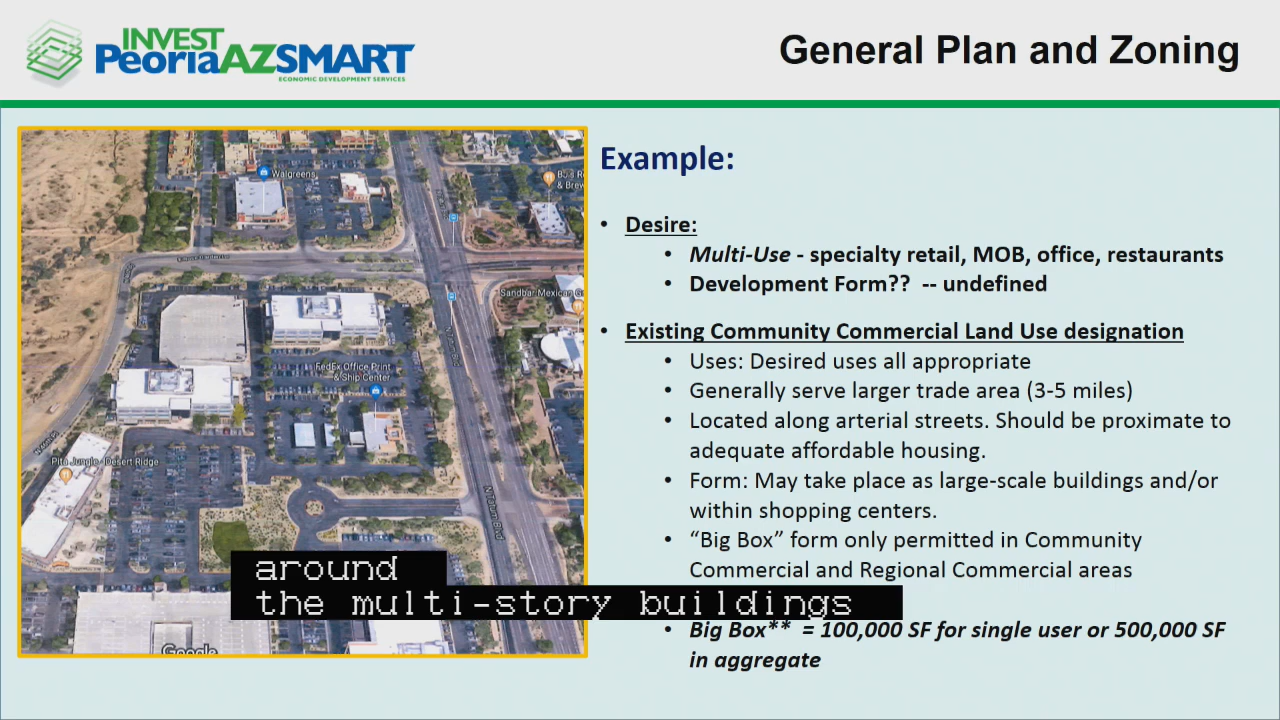 INVEST
PeoriaAZSMART
ECONOMIC DEVELOPMENT SERVICES
General Plan and Zoning
Walgreens
Sandbar Mexican G
FedEx Office Print
& Ship Center
Pita Jungle - Desert Ridge
N Tatum Blvd
Google
Example:
• Desire:
• Multi-Use - specialty retail, MOB, office, restaurants
• Development Form?? -- undefined
• Existing Community Commercial Land Use designation
• Uses: Desired uses all appropriate
• Generally serve larger trade area (3-5 miles)
• Located along arterial streets. Should be proximate to
adequate affordable housing.
• Form: May take place as large-scale buildings and/or
within shopping centers.
• “Big Box” form only permitted in Community
Commercial and Regional Commercial areas
• Big Box** = 100,000 SF for single user or 500,000 SF
in aggregate
around
the multi-story buildings